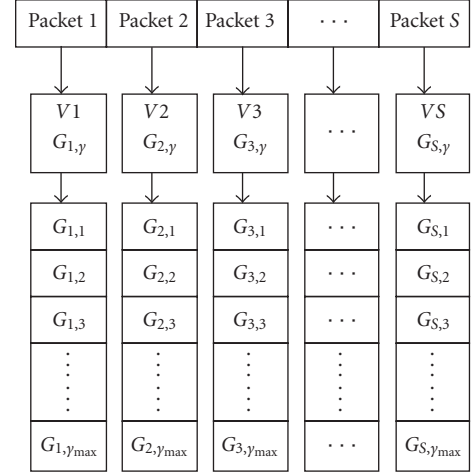 Packet 1 Packet 2 Packet 3 · · · Packet S
V1 V2 V3 · · · VS
G1,γ G2,γ G3,γ GS,γ
G1,1 G2,1 G3,1 · · · GS,1
G1,2 G2,2 G3,2 · · · GS,2
G1,3 G2,3 G3,3 · · · GS,3
G1,γmax G2,γmax G3,γmax · · · GS,γmax